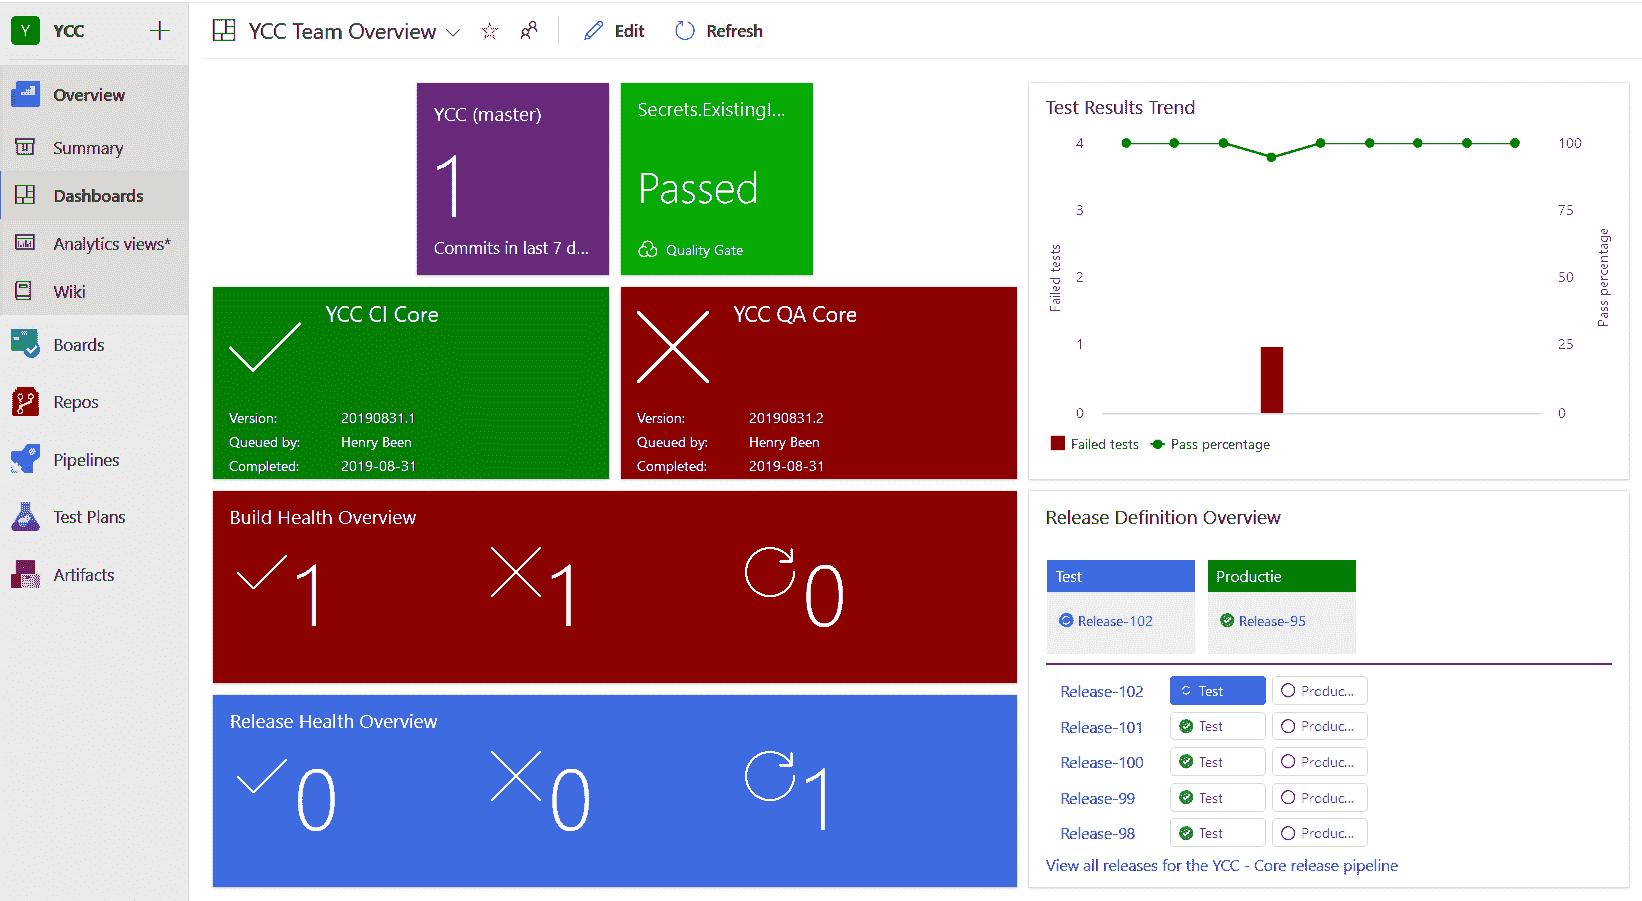 Y YCC
YCC Team Overview
Edit
Refresh
Overview
Summary
Dashboards
Analytics views*
Wiki
Boards
Repos
Pipelines
Test Plans
Artifacts
YCC (master)
1
Commits in last 7 d...
Secrets.ExistingI...
Passed
Quality Gate
YCC CI Core
Version: 20190831.1
Queued by: Henry Been
Completed: 2019-08-31
YCC QA Core
Version: 20190831.2
Queued by: Henry Been
Completed: 2019-08-31
Build Health Overview
1 1 0
Release Health Overview
0 0 1
Test Results Trend
4 100
3 75
2 50
1 25
0 0
Failed tests
Pass percentage
Failed tests Pass percentage
Release Definition Overview
Test Productie
Release-102 Release-95
Release-102 Test Produc...
Release-101 Test Produc...
Release-100 Test Produc...
Release-99 Test Produc...
Release-98 Test Produc...
View all releases for the YCC - Core release pipeline